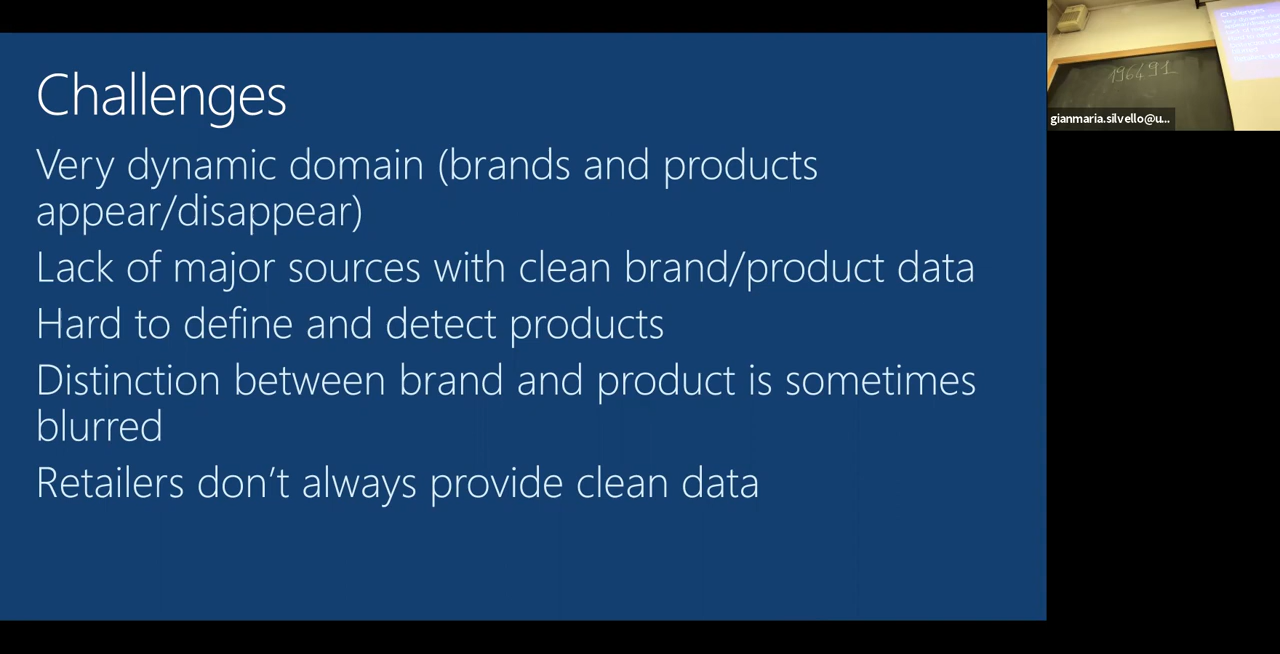 Challenges
Very dynamic domain (brands and products
appear/disappear)
Lack of major sources with clean brand/product data
Hard to define and detect products
Distinction between brand and product is sometimes
blurred
Retailers don’t always provide clean data
196491
Challenges
gianmaria.silvello@u...